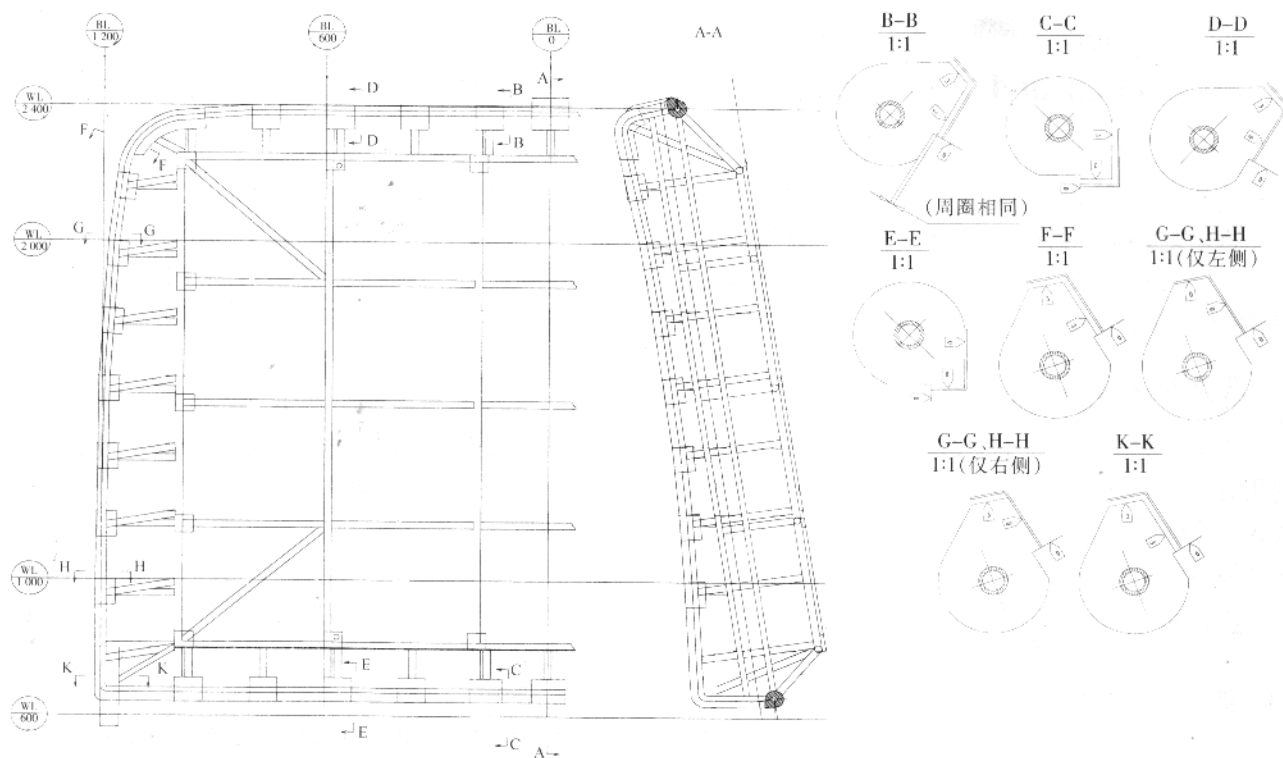 BL
1 200
BL
600
BL
0
A-A
B-B
1:1
C-C
1:1
D-D
1:1
A
D
B
WL
2 400
F
D
B
F
(周圈相同)
G
G
WL
2 000
E-E
1:1
F-F
1:1
G-G、H-H
1:1(仅左侧)
G-G、H-H
1:1(仅右侧)
K-K
1:1
H
H
WL
1 000
K
K
E
C
WL
600
E
C
A